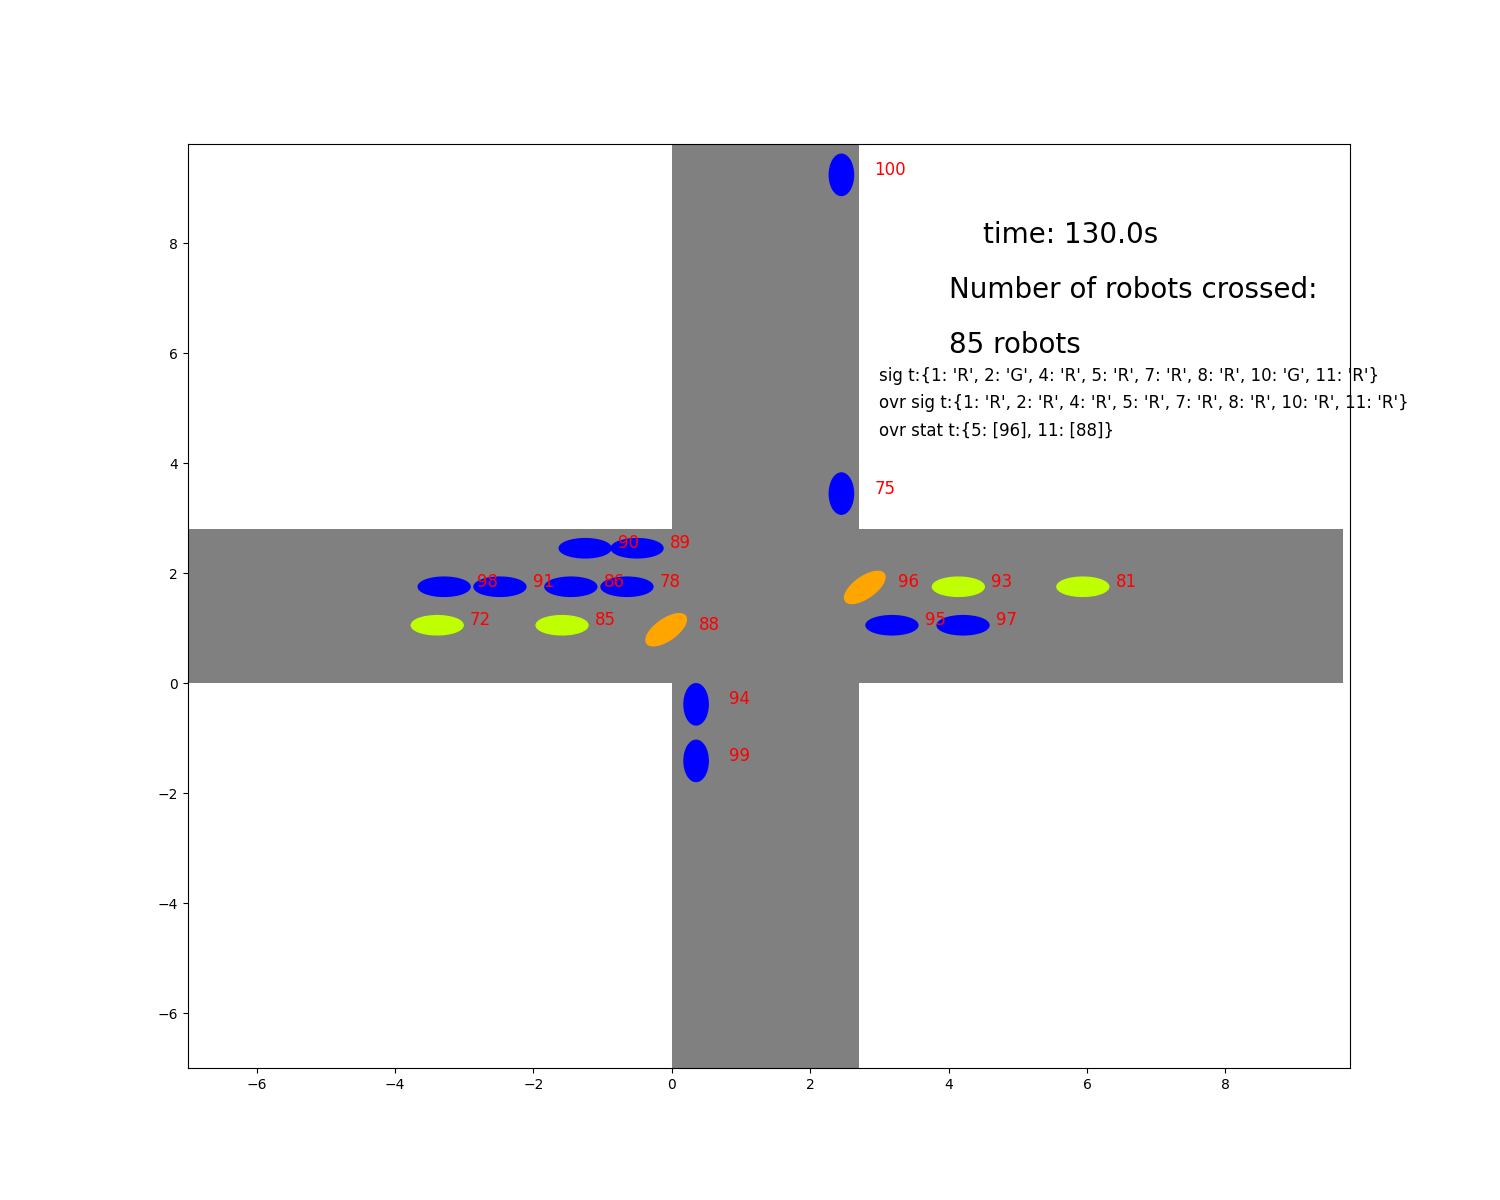 100
time: 130.0s
Number of robots crossed:
85 robots
sig t:{1: 'R', 2: 'G', 4: 'R', 5: 'R', 7: 'R', 8: 'R', 10: 'G', 11: 'R'}
ovr sig t:{1: 'R', 2: 'R', 4: 'R', 5: 'R', 7: 'R', 8: 'R', 10: 'R', 11: 'R'}
ovr stat t:{5: [96], 11: [88]}
75
90 89
98 91 86 78 96 93 81
72 85 88 95 97
94
99
8
6
4
2
0
−2
−4
−6
−6 −4 −2 0 2 4 6 8